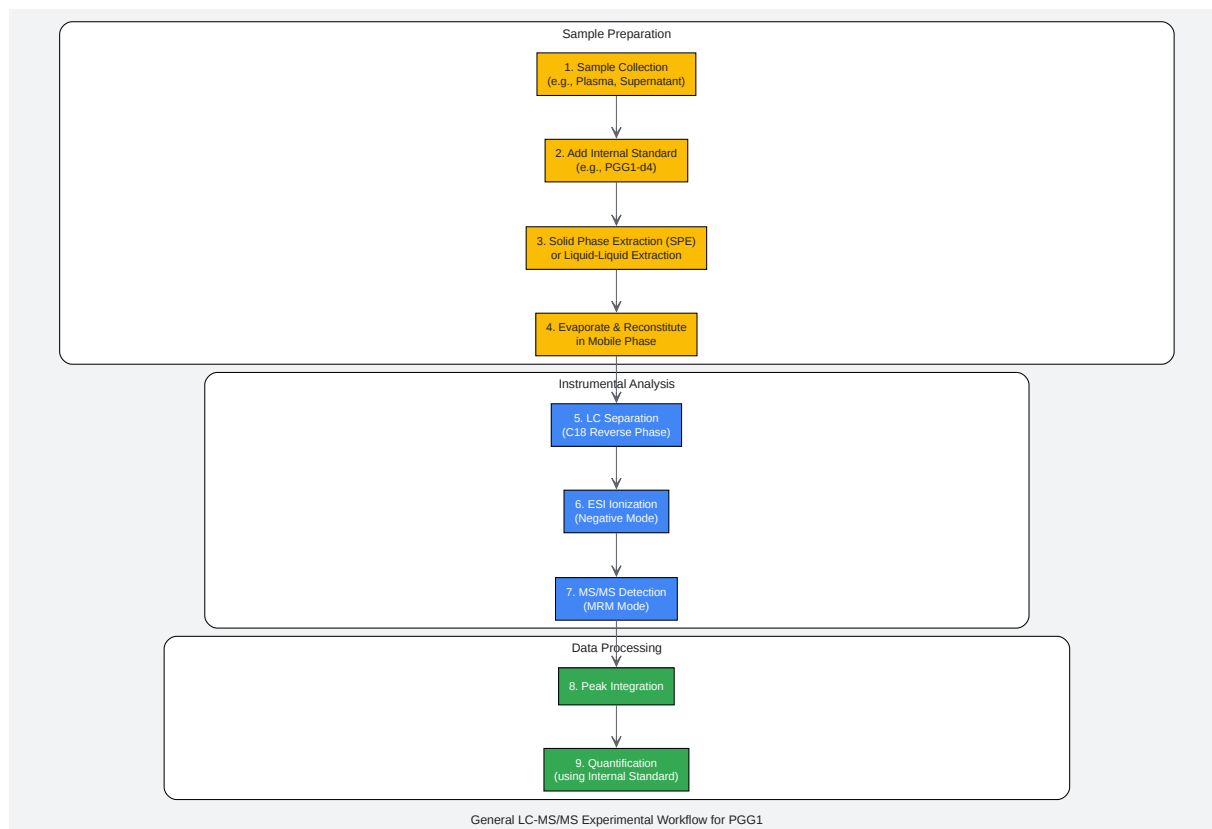 Sample Preparation
1. Sample Collection
(e.g., Plasma, Supernatant)
2. Add Internal Standard
(e.g., PGG1-d4)
3. Solid Phase Extraction (SPE)
or Liquid-Liquid Extraction
4. Evaporate & Reconstitute
in Mobile Phase
Instrumental Analysis
5. LC Separation
(C18 Reverse Phase)
6. ESI Ionization
(Negative Mode)
7. MS/MS Detection
(MRM Mode)
Data Processing
8. Peak Integration
9. Quantification
(using Internal Standard)
General LC-MS/MS Experimental Workflow for PGG1